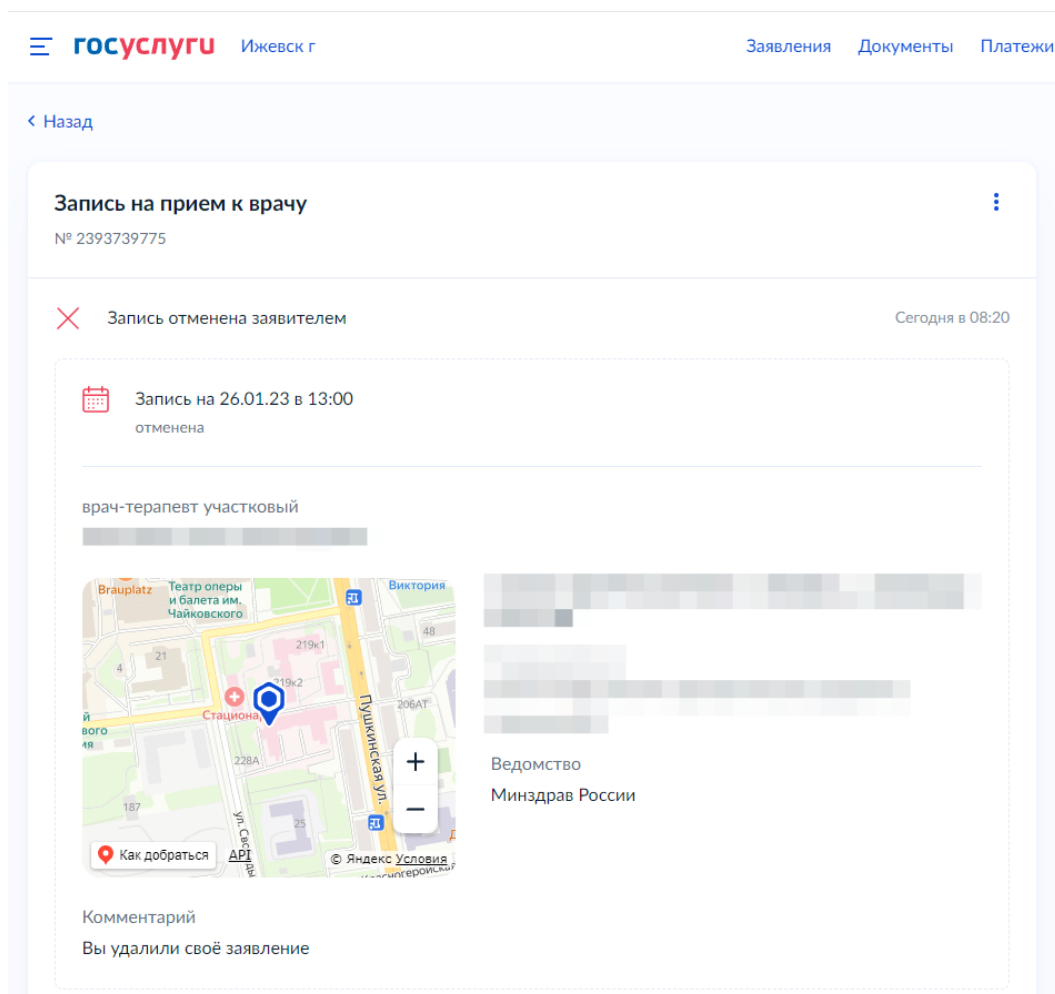 госуслуги Ижевск г Заявления Документы Платежи
Назад
Запись на прием к врачу
№ 2393739775
Запись отменена заявителем Сегодня в 08:20
Запись на 26.01.23 в 13:00
отменена
врач-терапевт участковый
Brauplatz
Театр оперы
и балета им.
Чайковского
Виктория
48
219к1
21
4
219к2
206АТ
Стациона
й
вого
ия
Пушкинская ул.
228А
187
25
Как добраться API © Яндекс Условия
Ведомство
Минздрав России
Комментарий
Вы удалили своё заявление